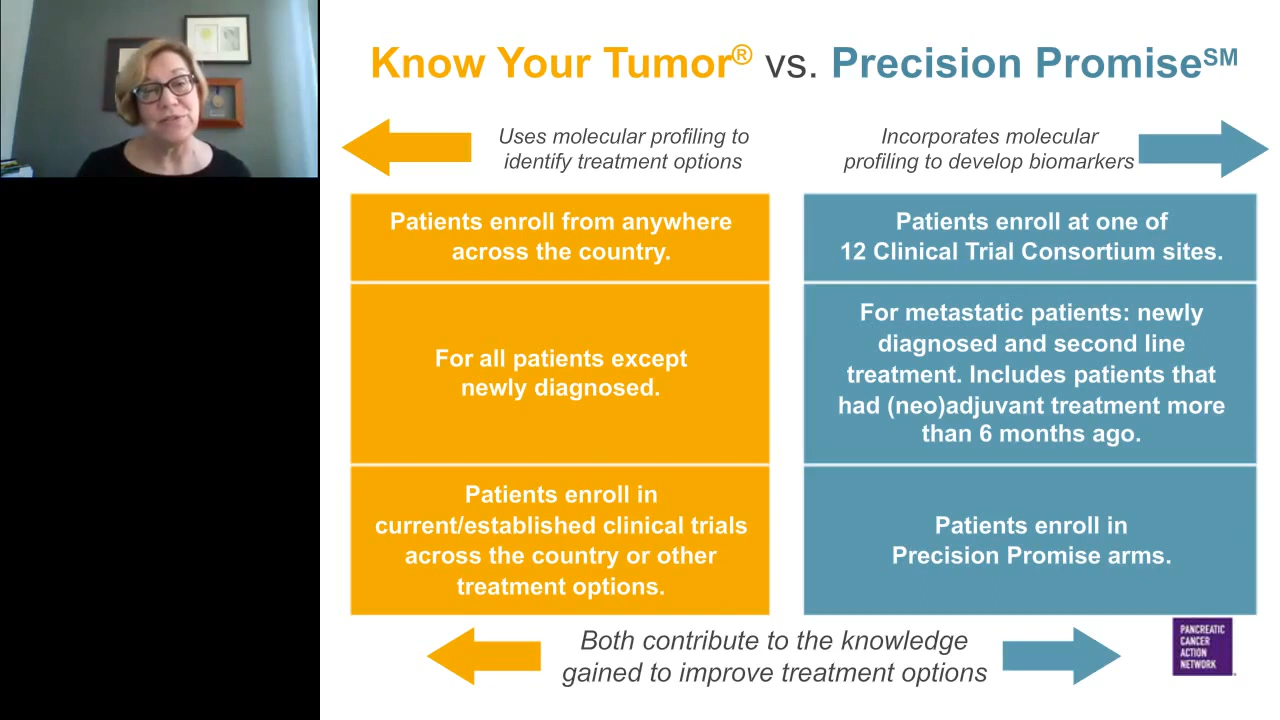 Know Your Tumor® vs. Precision Promise℠
Uses molecular profiling to
identify treatment options
Incorporates molecular
profiling to develop biomarkers
Patients enroll from anywhere
across the country.
Patients enroll at one of
12 Clinical Trial Consortium sites.
For all patients except
newly diagnosed.
For metastatic patients: newly
diagnosed and second line
treatment. Includes patients that
had (neo)adjuvant treatment more
than 6 months ago.
Patients enroll in
current/established clinical trials
across the country or other
treatment options.
Patients enroll in
Precision Promise arms.
Both contribute to the knowledge
gained to improve treatment options
PANCREATIC
CANCER
ACTION
NETWORK